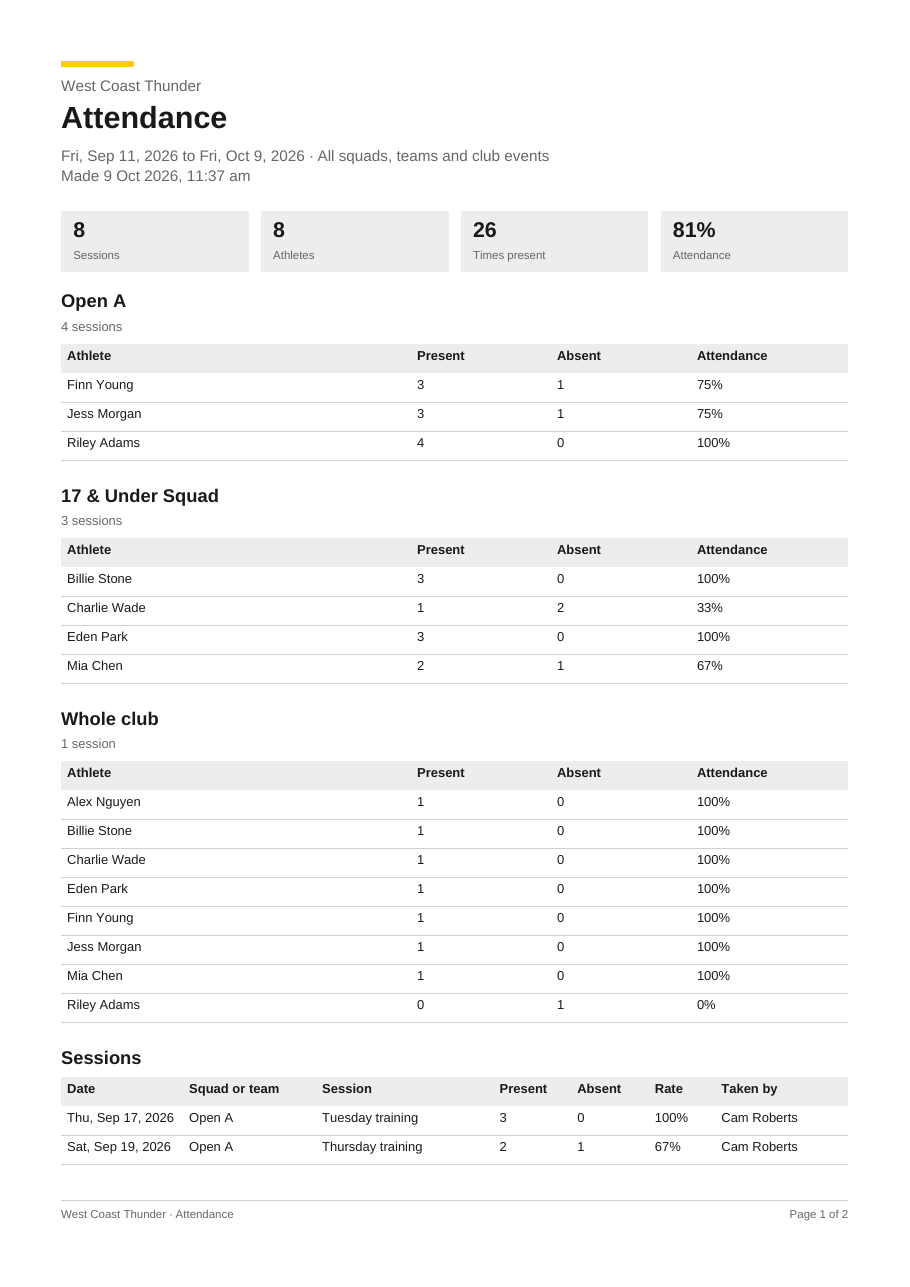 West Coast Thunder
Attendance
Fri, Sep 11, 2026 to Fri, Oct 9, 2026 · All squads, teams and club events
Made 9 Oct 2026, 11:37 am
8 8 26 81%
Sessions Athletes Times present Attendance
Open A
4 sessions
Athlete Present Absent Attendance
Finn Young 3 1 75%
Jess Morgan 3 1 75%
Riley Adams 4 0 100%
17 & Under Squad
3 sessions
Athlete Present Absent Attendance
Billie Stone 3 0 100%
Charlie Wade 1 2 33%
Eden Park 3 0 100%
Mia Chen 2 1 67%
Whole club
1 session
Athlete Present Absent Attendance
Alex Nguyen 1 0 100%
Billie Stone 1 0 100%
Charlie Wade 1 0 100%
Eden Park 1 0 100%
Finn Young 1 0 100%
Jess Morgan 1 0 100%
Mia Chen 1 0 100%
Riley Adams 0 1 0%
Sessions
Date Squad or team Session Present Absent Rate Taken by
Thu, Sep 17, 2026 Open A Tuesday training 3 0 100% Cam Roberts
Sat, Sep 19, 2026 Open A Thursday training 2 1 67% Cam Roberts
West Coast Thunder · Attendance Page 1 of 2